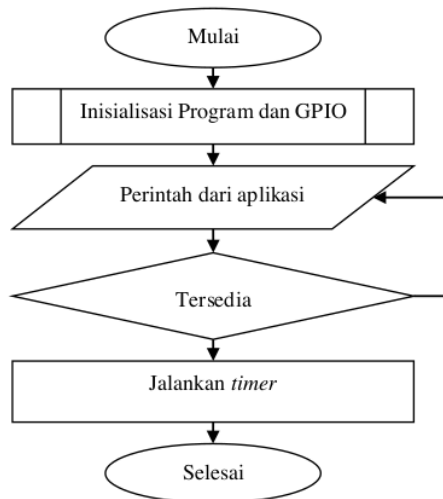 Mulai
Inisialisasi Program dan GPIO
Perintah dari aplikasi
Tersedia
Jalankan timer
Selesai